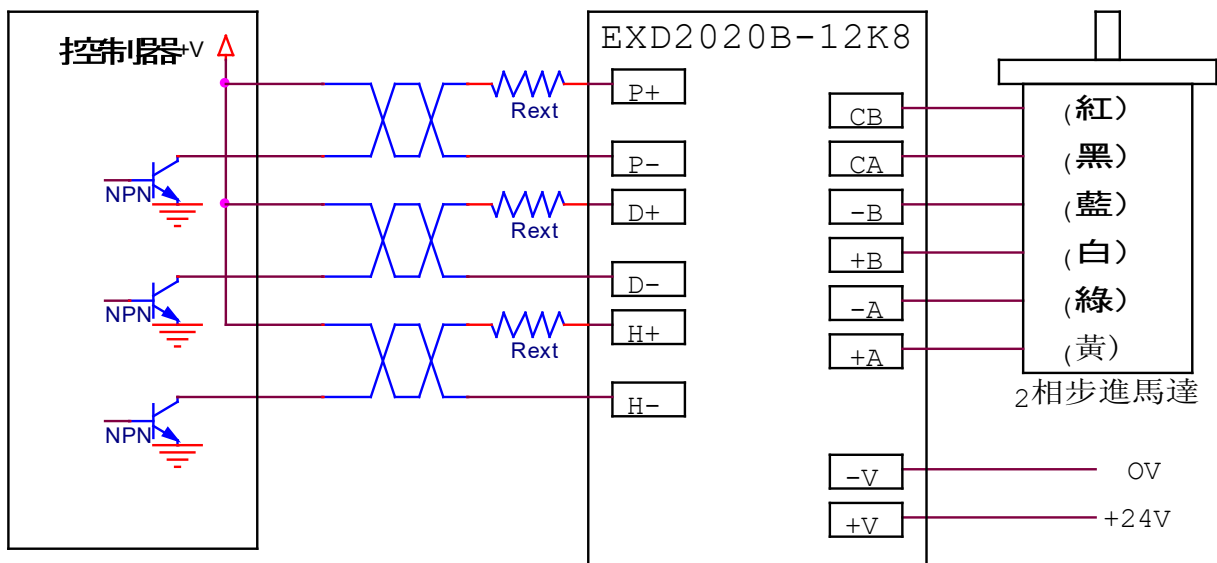 控制器
+V
NPN
NPN
NPN
Rext
Rext
Rext
EXD2020B-12K8
P+
P-
D+
D-
H+
H-
CB
CA
-B
+B
-A
+A
-V
+V
(紅)
(黑)
(藍)
(白)
(綠)
(黃)
2相步進馬達
0V
+24V